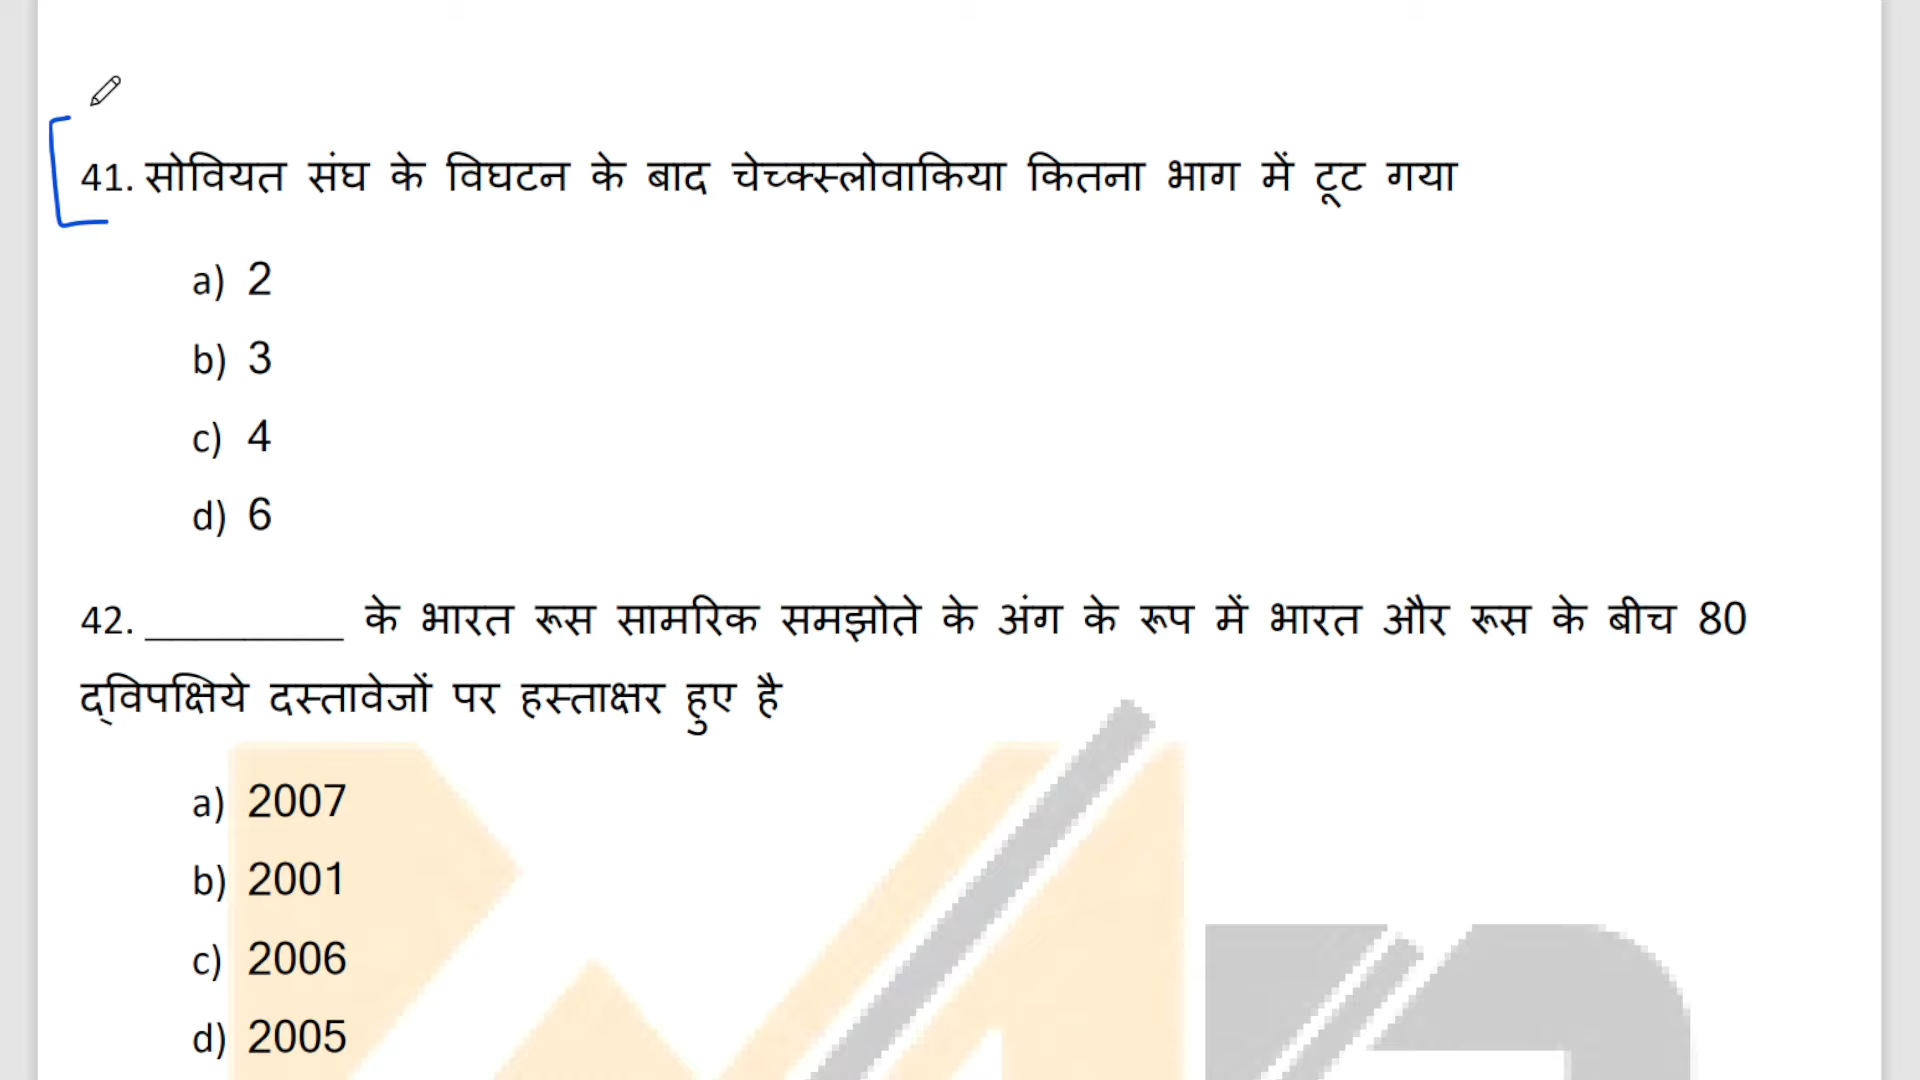 41. सोवियत संघ के विघटन के बाद चेच्क्स्लोवाकिया कितना भाग में टूट गया
a) 2
b) 3
c) 4
d) 6
42. _________ के भारत रूस सामरिक समझोते के अंग के रूप में भारत और रूस के बीच 80
द्विपक्षिये दस्तावेजों पर हस्ताक्षर हुए है
a) 2007
b) 2001
c) 2006
d) 2005